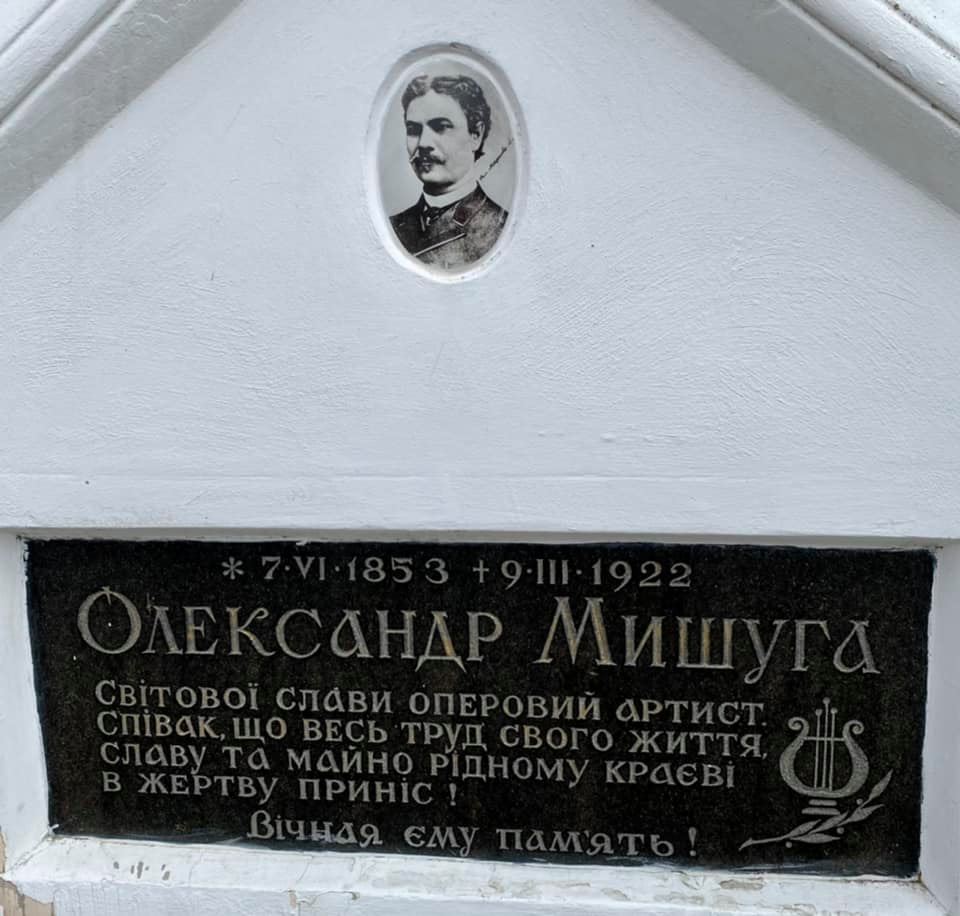 * 7·VI·1853 +9·III·1922
Олександр Мишуга
Світової слави оперовий артист.
співак, що весь труд свого життя,
славу та майно рідному краєві
в жертву приніс!
Вічная єму пам'ять!